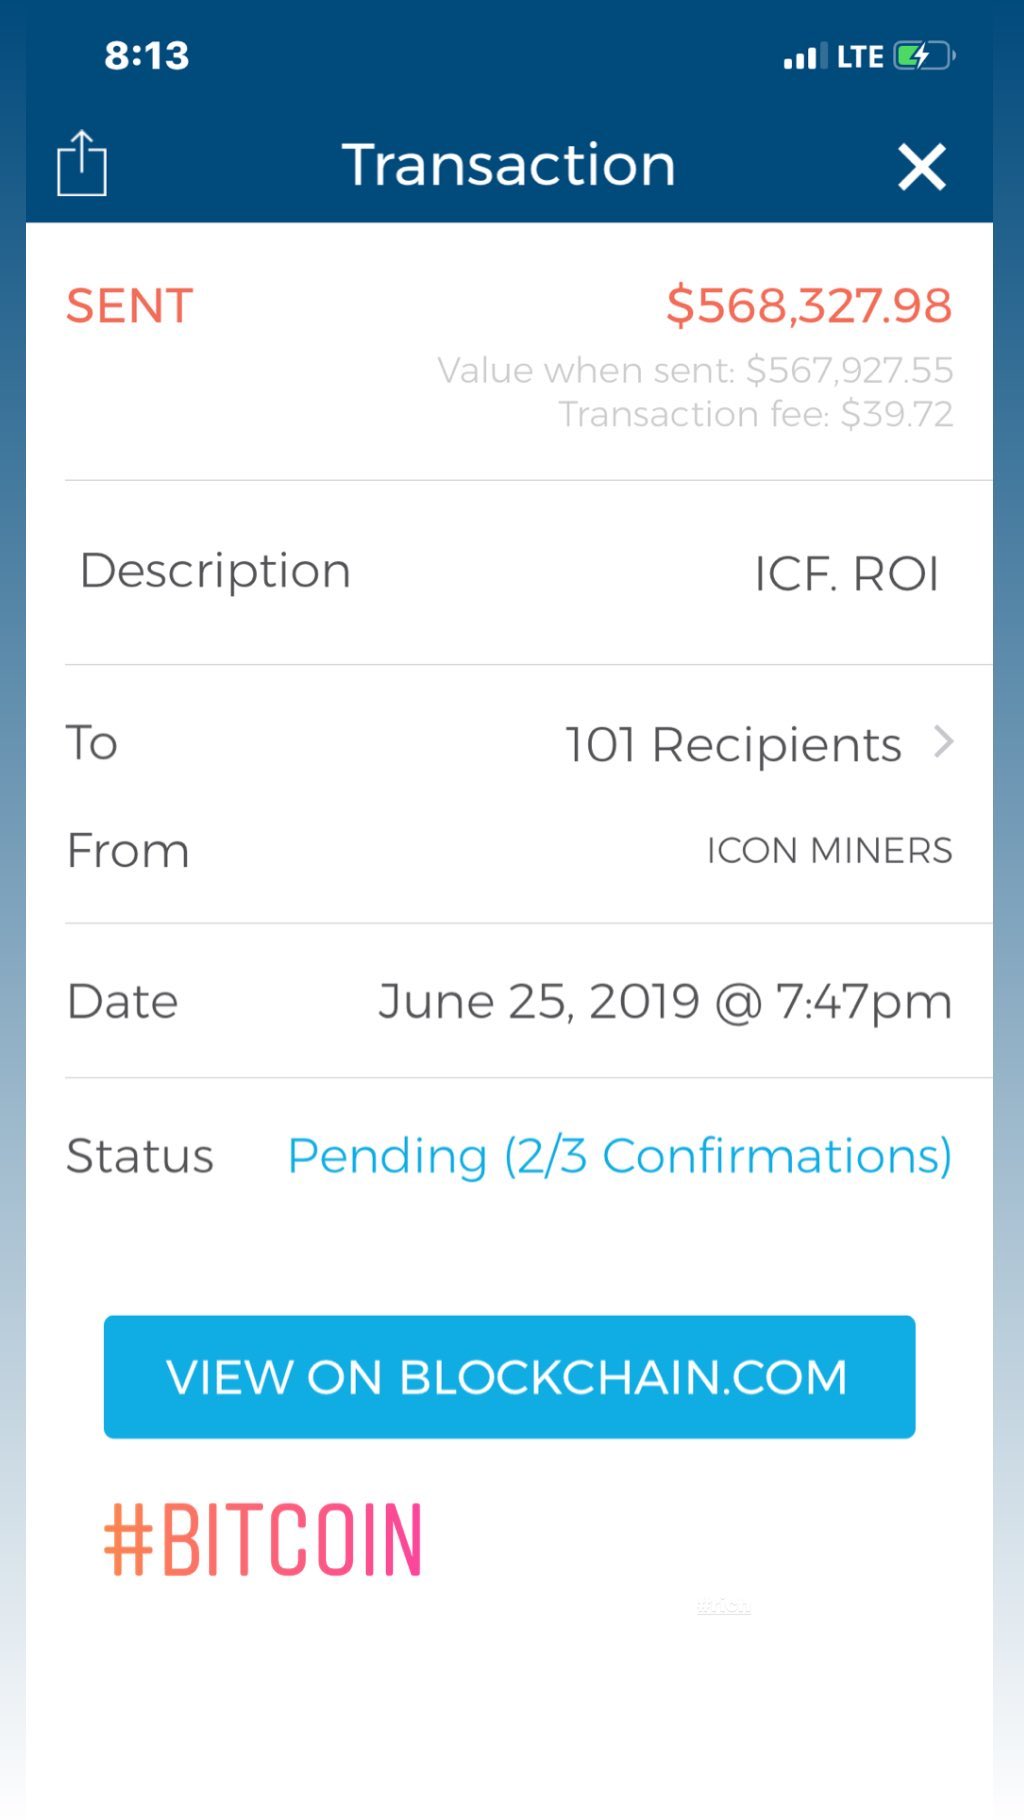 8:13 LTE
Transaction
SENT $568,327.98
Value when sent: $567,927.55
Transaction fee: $39.72
Description ICF. ROI
To 101 Recipients
From ICON MINERS
Date June 25, 2019 @ 7:47pm
Status Pending (2/3 Confirmations)
VIEW ON BLOCKCHAIN.COM
#BITCOIN